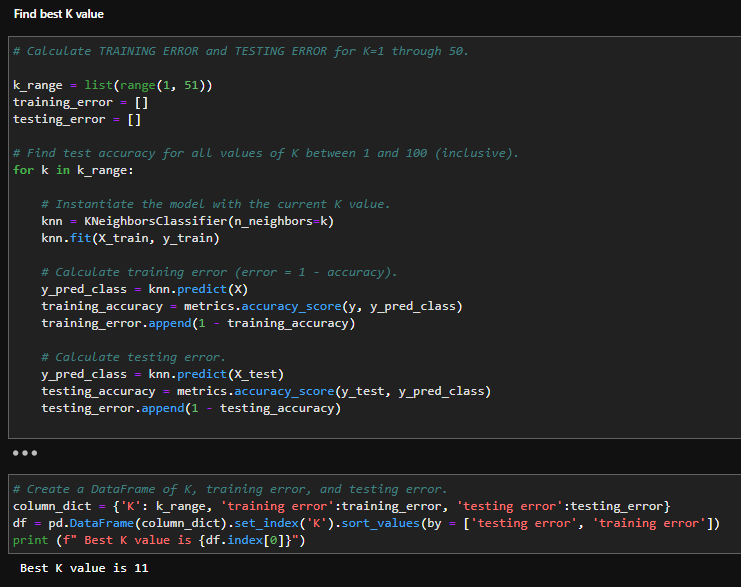 Find best K value
# Calculate TRAINING ERROR and TESTING ERROR for K=1 through 50.
k_range = list(range(1, 51))
training_error = []
testing_error = []
# Find test accuracy for all values of K between 1 and 100 (inclusive).
for k in k_range:
    # Instantiate the model with the current K value.
    knn = KNeighborsClassifier(n_neighbors=k)
    knn.fit(X_train, y_train)
    # Calculate training error (error = 1 - accuracy).
    y_pred_class = knn.predict(X)
    training_accuracy = metrics.accuracy_score(y, y_pred_class)
    training_error.append(1 - training_accuracy)
    # Calculate testing error.
    y_pred_class = knn.predict(X_test)
    testing_accuracy = metrics.accuracy_score(y_test, y_pred_class)
    testing_error.append(1 - testing_accuracy)
# Create a DataFrame of K, training error, and testing error.
column_dict = {'K': k_range, 'training error':training_error, 'testing error':testing_error}
df = pd.DataFrame(column_dict).set_index('K').sort_values(by = ['testing error', 'training error'])
print (f" Best K value is {df.index[0]}")
Best K value is 11